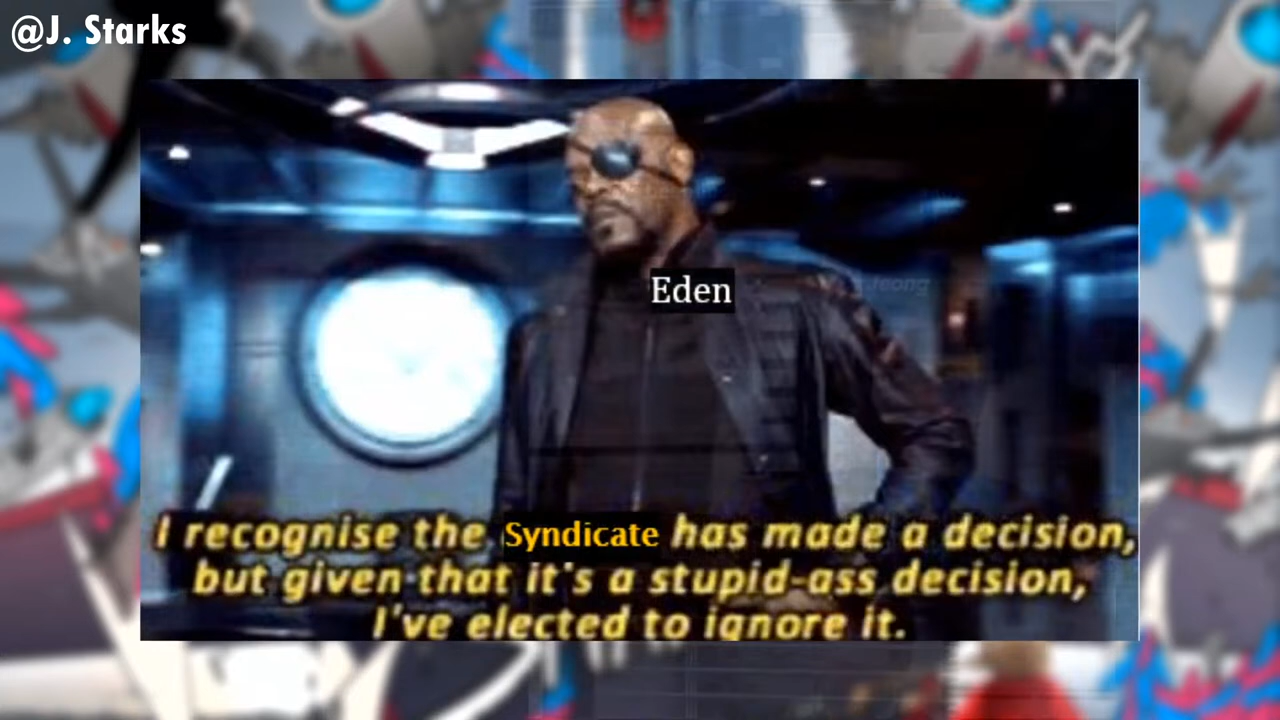 @J. Starks
Eden
I recognise the Syndicate has made a decision,
but given that it's a stupid-ass decision,
I've elected to ignore it.